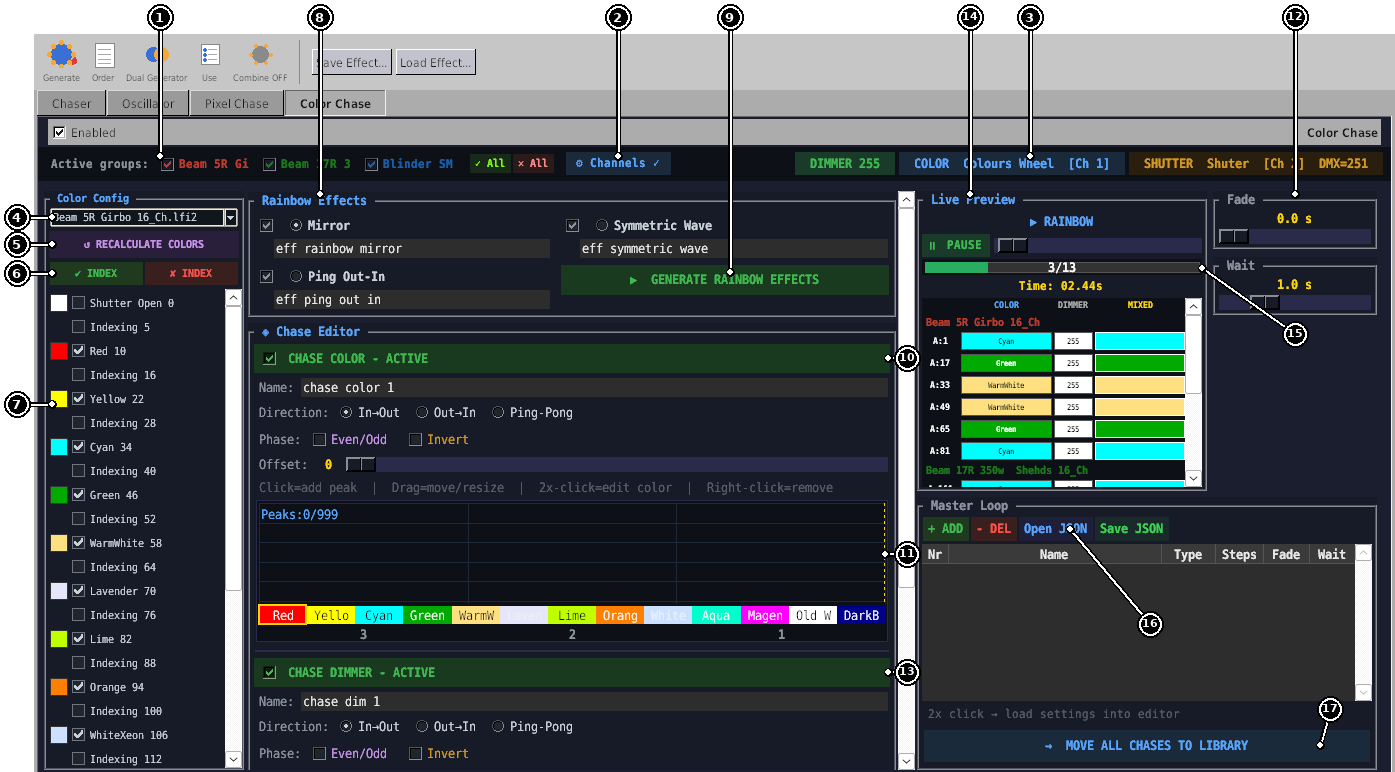 1 8 2 9 14 3 12
Generate Order Dual Generator Use Combine OFF
Save Effect... Load Effect...
Chaser Oscillator Pixel Chase Color Chase
Enabled Color Chase
Active groups: Beam 5R Gi Beam 17R 3 Blinder SM ✓ All × All ⚙ Channels ✓ DIMMER 255 COLOR Colours Wheel [Ch 1] SHUTTER Shuter [Ch 2] DMX=251
Color Config
4 Beam 5R Girbo 16_Ch.lfi2
5 ↺ RECALCULATE COLORS
6 ✓ INDEX ✘ INDEX
Shutter Open 0
Indexing 5
Red 10
Indexing 16
7 Yellow 22
Indexing 28
Cyan 34
Indexing 40
Green 46
Indexing 52
WarmWhite 58
Indexing 64
Lavender 70
Indexing 76
Lime 82
Indexing 88
Orange 94
Indexing 100
WhiteXeon 106
Indexing 112
Rainbow Effects
Mirror Symmetric Wave
eff rainbow mirror eff symmetric wave
Ping Out-In ▶ GENERATE RAINBOW EFFECTS
eff ping out in
◈ Chase Editor
CHASE COLOR - ACTIVE 10
Name: chase color 1
Direction: In→Out Out→In Ping-Pong
Phase: Even/Odd Invert
Offset: 0
Click=add peak | Drag=move/resize | 2x-click=edit color | Right-click=remove
Peaks:0/999
11
Red Yello Cyan Green WarmW Laven Lime Orang White Aqua Magen Old W DarkB
3 2 1
CHASE DIMMER - ACTIVE 13
Name: chase dim 1
Direction: In→Out Out→In Ping-Pong
Phase: Even/Odd Invert
Live Preview
▶ RAINBOW
⏸ PAUSE
3/13
Time: 02.44s
COLOR DIMMER MIXED
Beam 5R Girbo 16_Ch
A:1 Cyan 255
A:17 Green 255
A:33 WarmWhite 255
A:49 WarmWhite 255
A:65 Green 255
A:81 Cyan 255
Beam 17R 350w Shehds 16_Ch
Fade
0.0 s
Wait
1.0 s
15
Master Loop
+ ADD - DEL Open JSON Save JSON
Nr Name Type Steps Fade Wait
16
2x click → load settings into editor
17
→ MOVE ALL CHASES TO LIBRARY